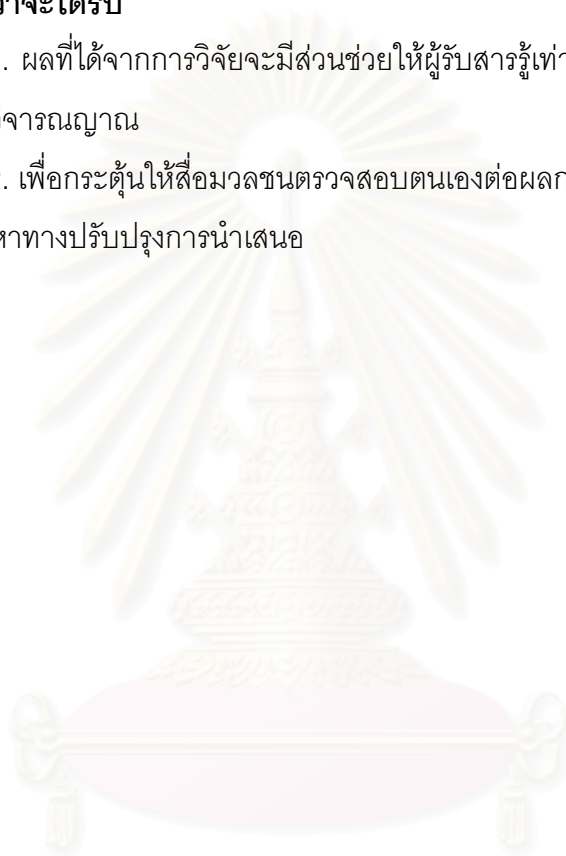 ว่าจะได้รับ
. ผลที่ได้จากการวิจัยจะมีส่วนช่วยให้ผู้รับสารรู้เท่า
จารณญาณ
. เพื่อกระตุ้นให้สื่อมวลชนตรวจสอบตนเองต่อผลก
หาทางปรับปรุงการนำเสนอ